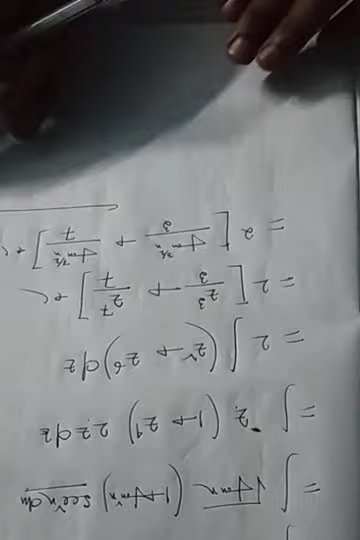 = ∫ √tan x (1+tan²x) sec²x dx
= ∫ z (1+z⁴) 2z dz
= 2 ∫ (z² + z⁶) dz
= 2 [z³/3 + z⁷/7] + c
= 2 [tan^{3/2}x/3 + tan^{7/2}x/7] + c